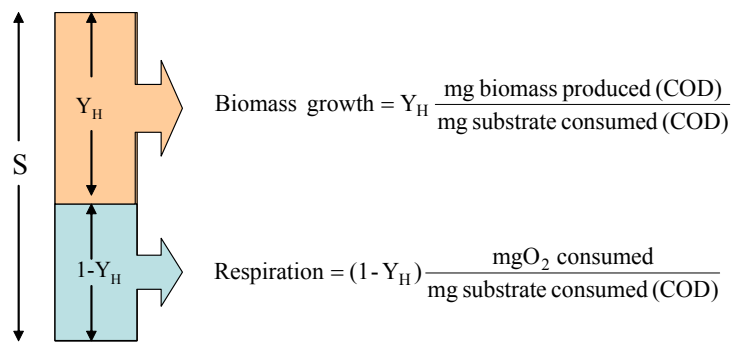 S
Y_H
Biomass growth = Y_H mg biomass produced (COD) / mg substrate consumed (COD)
1-Y_H
Respiration = (1 - Y_H) mgO_2 consumed / mg substrate consumed (COD)